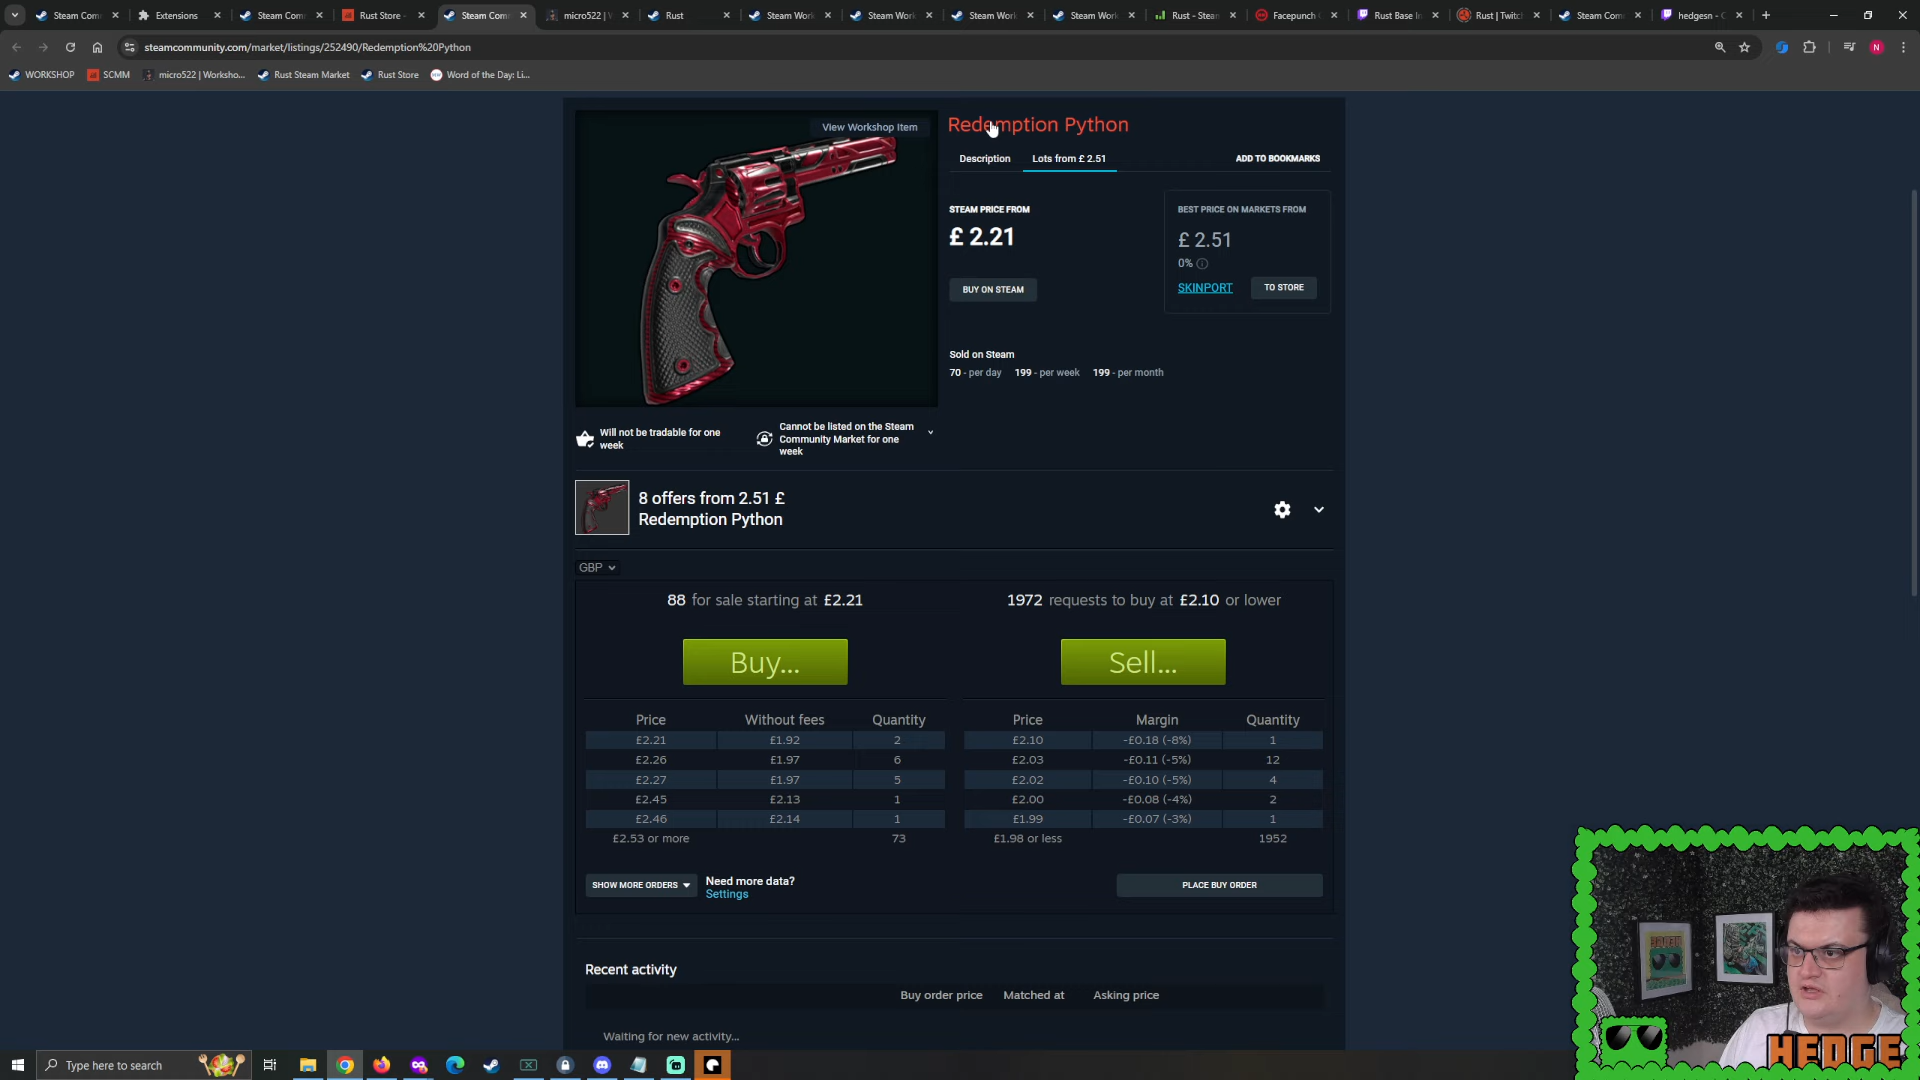 Steam Com
Extensions
Steam Com
Rust Store -
Steam Com
micro522 | V
Rust
Steam Work
Steam Work
Steam Work
Steam Work
Rust - Steam
Facepunch C
Rust Base In
Rust | Twitc
Steam Com
hedgesn - C
steamcommunity.com/market/listings/252490/Redemption%20Python
N
WORKSHOP
SCMM
micro522 | Worksho...
Rust Steam Market
Rust Store
Word of the Day: Li...
View Workshop Item
Redemption Python
Description
Lots from £ 2.51
ADD TO BOOKMARKS
STEAM PRICE FROM
£ 2.21
BUY ON STEAM
BEST PRICE ON MARKETS FROM
£ 2.51
0%
SKINPORT
TO STORE
Sold on Steam
70 - per day 199 - per week 199 - per month
Will not be tradable for one
week
Cannot be listed on the Steam
Community Market for one
week
8 offers from 2.51 £
Redemption Python
GBP
88 for sale starting at £2.21
1972 requests to buy at £2.10 or lower
Buy...
Sell...
Price Without fees Quantity
£2.21 £1.92 2
£2.26 £1.97 6
£2.27 £1.97 5
£2.45 £2.13 1
£2.46 £2.14 1
£2.53 or more 73
Price Margin Quantity
£2.10 -£0.18 (-8%) 1
£2.03 -£0.11 (-5%) 12
£2.02 -£0.10 (-5%) 4
£2.00 -£0.08 (-4%) 2
£1.99 -£0.07 (-3%) 1
£1.98 or less 1952
SHOW MORE ORDERS
Need more data?
Settings
PLACE BUY ORDER
Recent activity
Buy order price Matched at Asking price
Waiting for new activity...
Type here to search
HEDGE